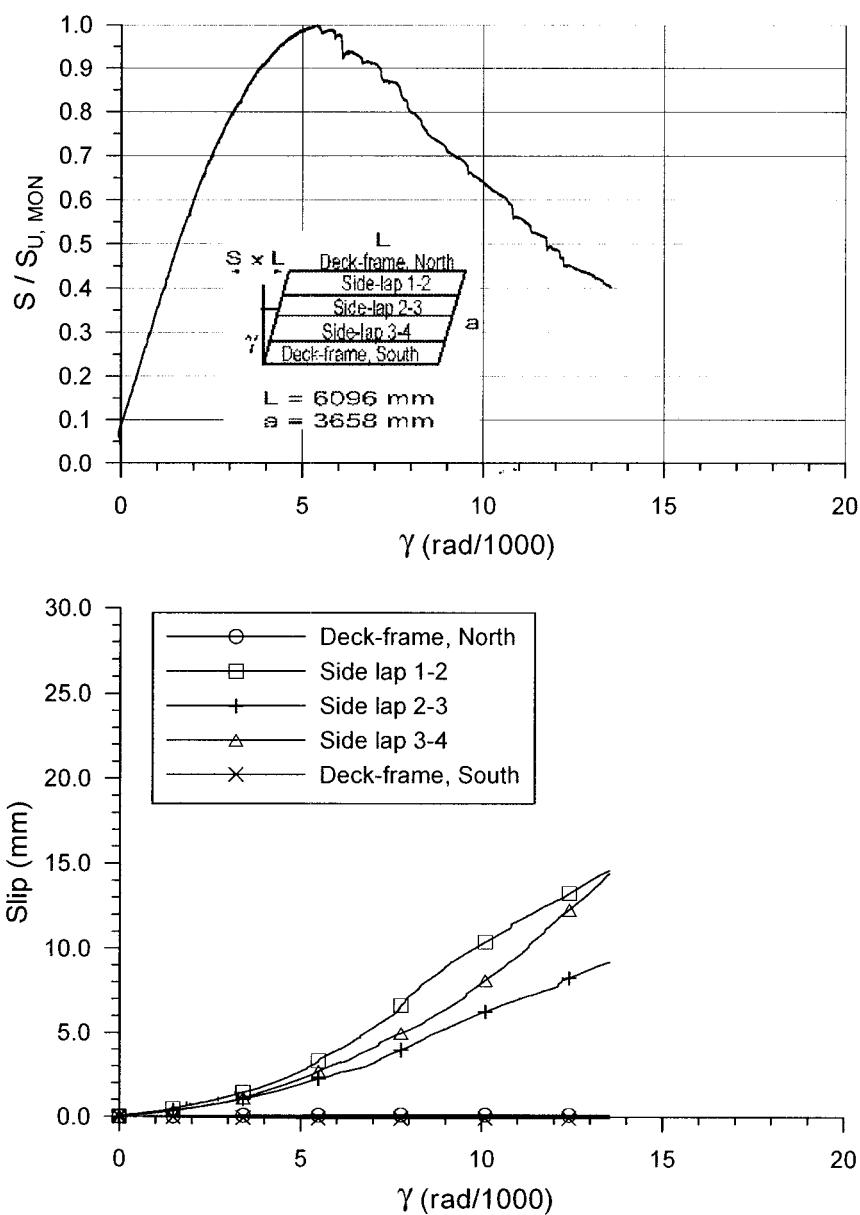 1.0
0.9
0.8
0.7
0.6
0.5
0.4
0.3
0.2
0.1
0.0
S / SU, MON
S x L
L
Deck-frame, North
Side-lap 1-2
Side-lap 2-3
Side-lap 3-4
Deck-frame, South
a
L = 6096 mm
a = 3658 mm
0 5 10 15 20
γ (rad/1000)
30.0
25.0
20.0
15.0
10.0
5.0
0.0
Slip (mm)
Deck-frame, North
Side lap 1-2
Side lap 2-3
Side lap 3-4
Deck-frame, South
0 5 10 15 20
γ (rad/1000)